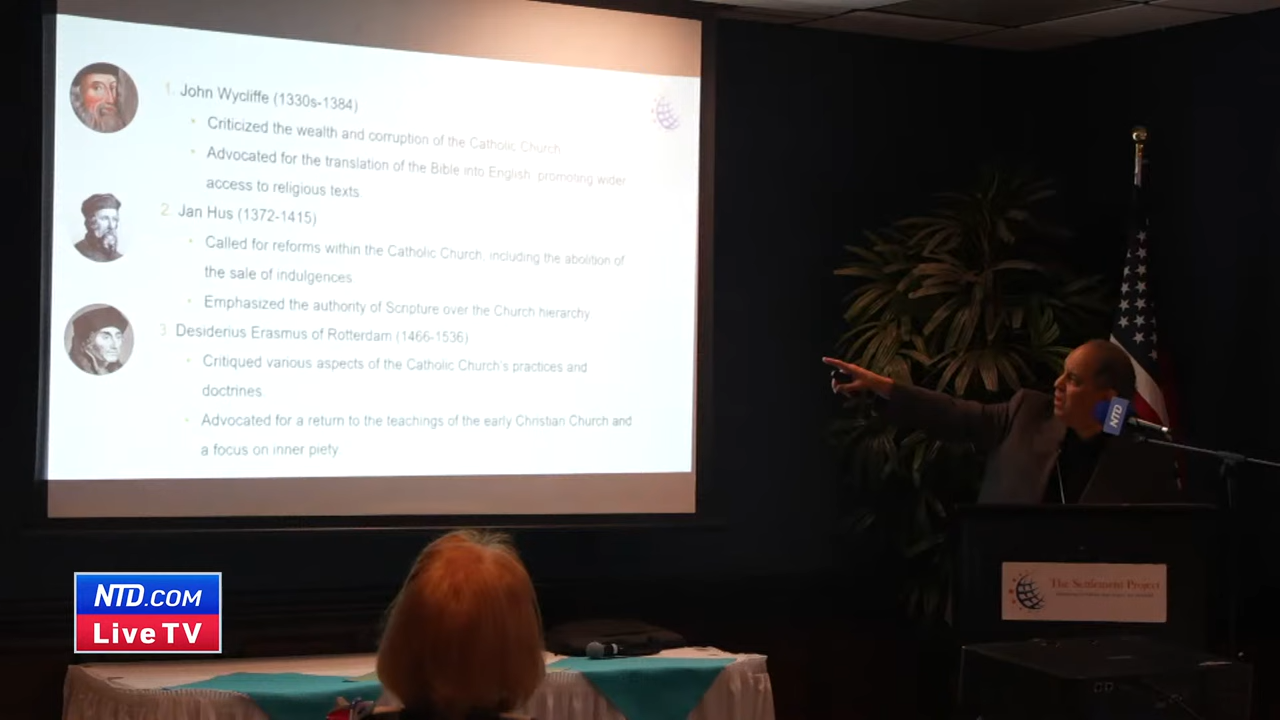 1. John Wycliffe (1330s-1384)
• Criticized the wealth and corruption of the Catholic Church
• Advocated for the translation of the Bible into English, promoting wider
access to religious texts.
2. Jan Hus (1372-1415)
• Called for reforms within the Catholic Church, including the abolition of
the sale of indulgences
• Emphasized the authority of Scripture over the Church hierarchy
3. Desiderius Erasmus of Rotterdam (1466-1536)
• Critiqued various aspects of the Catholic Church's practices and
doctrines.
• Advocated for a return to the teachings of the early Christian Church and
a focus on inner piety.
NTD
The Settlement Project
NTD.COM
Live TV